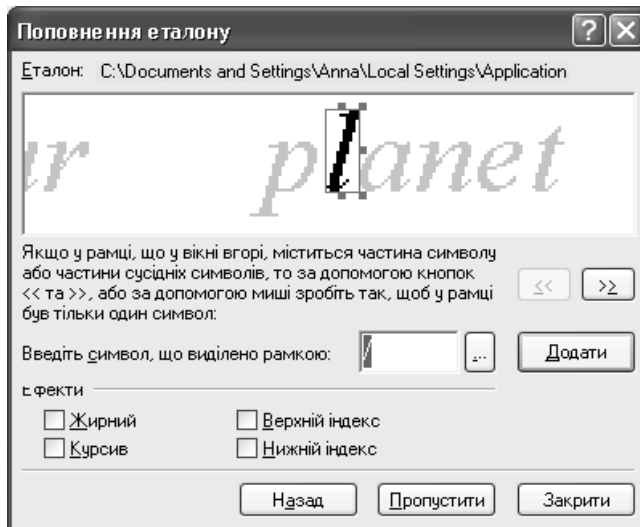 Поповнення еталону
Еталон: C:\Documents and Settings\Anna\Local Settings\Application
ur planet
Якщо у рамці, що у вікні вгорі, міститься частина символу
або частини сусідніх символів, то за допомогою кнопок
<< та >>, або за допомогою миші зробіть так, щоб у рамці
був тільки один символ:
<< >>
Введіть символ, що виділено рамкою: / ... Додати
Ефекти
Жирний Верхній індекс
Курсив Нижній індекс
Назад Пропустити Закрити